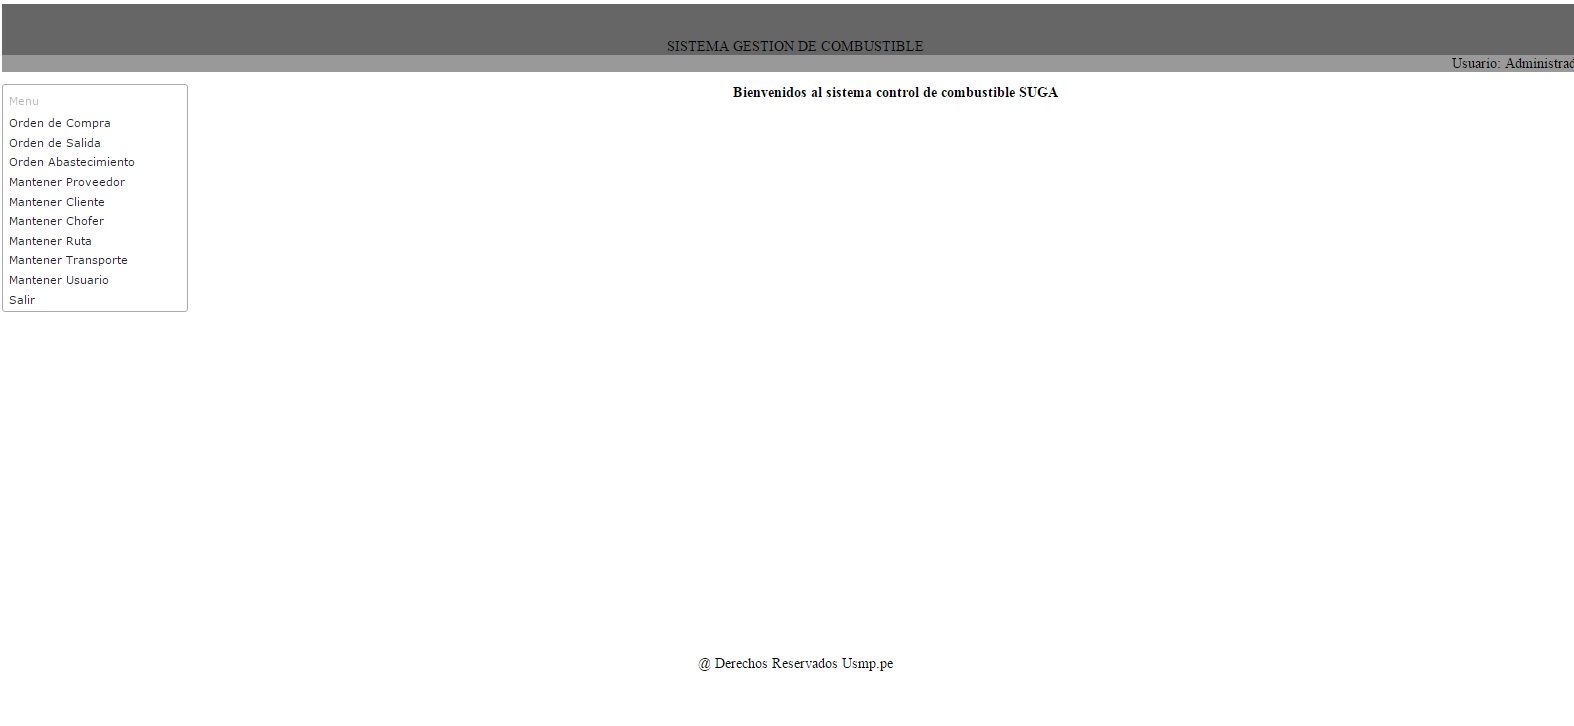 SISTEMA GESTION DE COMBUSTIBLE
Usuario: Administrad
Bienvenidos al sistema control de combustible SUGA
Menu
Orden de Compra
Orden de Salida
Orden Abastecimiento
Mantener Proveedor
Mantener Cliente
Mantener Chofer
Mantener Ruta
Mantener Transporte
Mantener Usuario
Salir
@ Derechos Reservados Usmp.pe